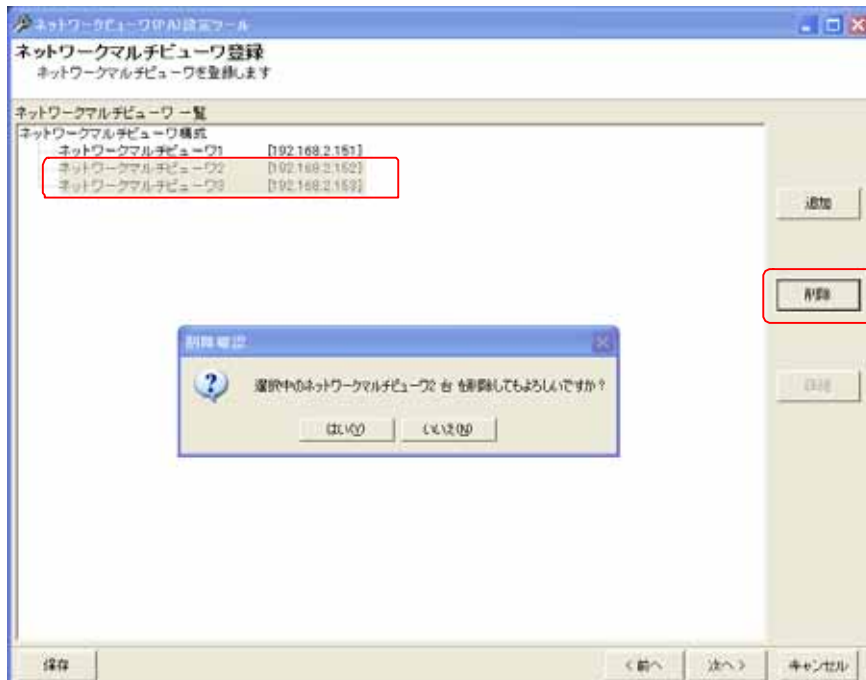 ネットワークビューワ(PA)設定ツール
ネットワークマルチビューワ登録
ネットワークマルチビューワを登録します
ネットワークマルチビューワ 一覧
ネットワークマルチビューワ構成
ネットワークマルチビューワ1 [192.168.2.151]
ネットワークマルチビューワ2 [192.168.2.152]
ネットワークマルチビューワ3 [192.168.2.153]
追加
削除
削除確認
選択中のネットワークマルチビューワ2 台 を削除してもよろしいですか?
はい(Y) いいえ(N)
保存 <前へ 次へ> キャンセル